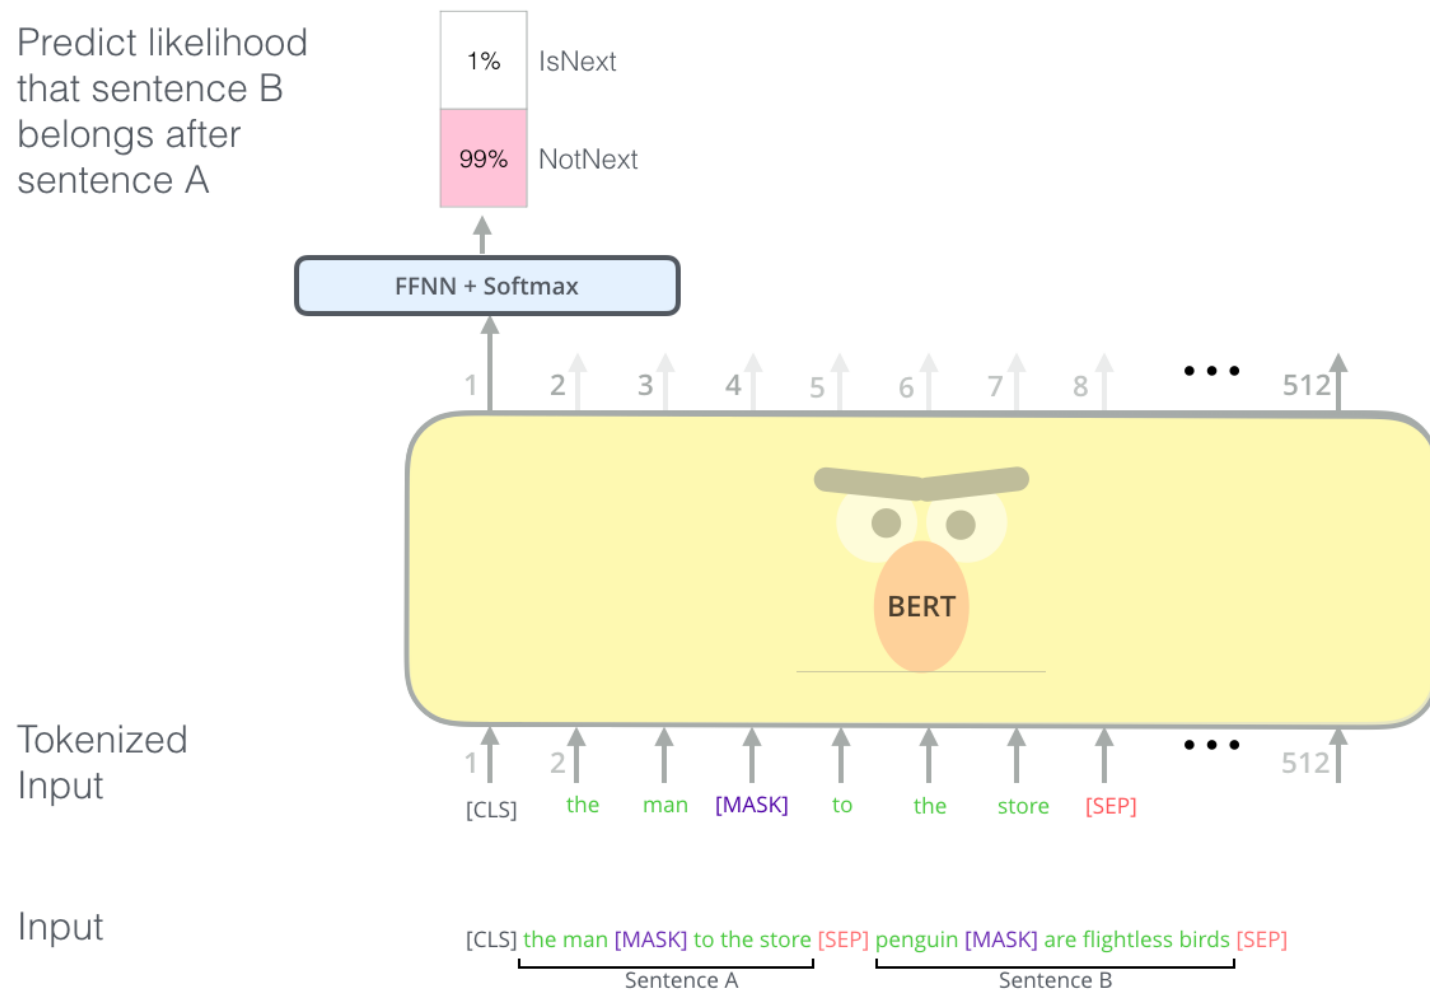 Predict likelihood
that sentence B
belongs after
sentence A
1% IsNext
99% NotNext
FFNN + Softmax
1 2 3 4 5 6 7 8 ••• 512
BERT
Tokenized
Input
1 2 ••• 512
[CLS] the man [MASK] to the store [SEP]
Input
[CLS] the man [MASK] to the store [SEP] penguin [MASK] are flightless birds [SEP]
Sentence A Sentence B